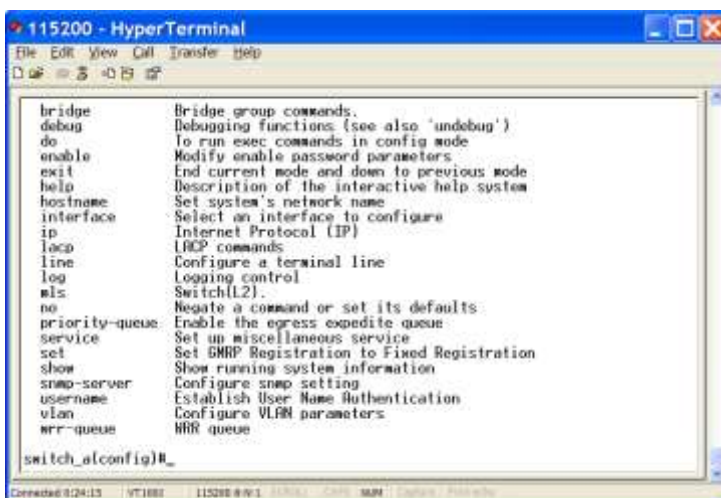 115200 - HyperTerminal
File Edit View Call Transfer Help
bridge Bridge group commands.
debug Debugging functions (see also 'undebug')
do To run exec commands in config mode
enable Modify enable password parameters
exit End current mode and down to previous mode
help Description of the interactive help system
hostname Set system's network name
interface Select an interface to configure
ip Internet Protocol (IP)
lacp LACP commands
line Configure a terminal line
log Logging control
mls Switch(L2).
no Negate a command or set its defaults
priority-queue Enable the egress expedite queue
service Set up miscellaneous service
set Set GMRP Registration to Fixed Registration
show Show running system information
snmp-server Configure snmp setting
username Establish User Name Authentication
vlan Configure VLAN parameters
wrr-queue WRR queue
switch_a(config)#_
Connected 0:24:13 VT100J 115200 8-N-1 SCROLL CAPS NUM Capture Print echo